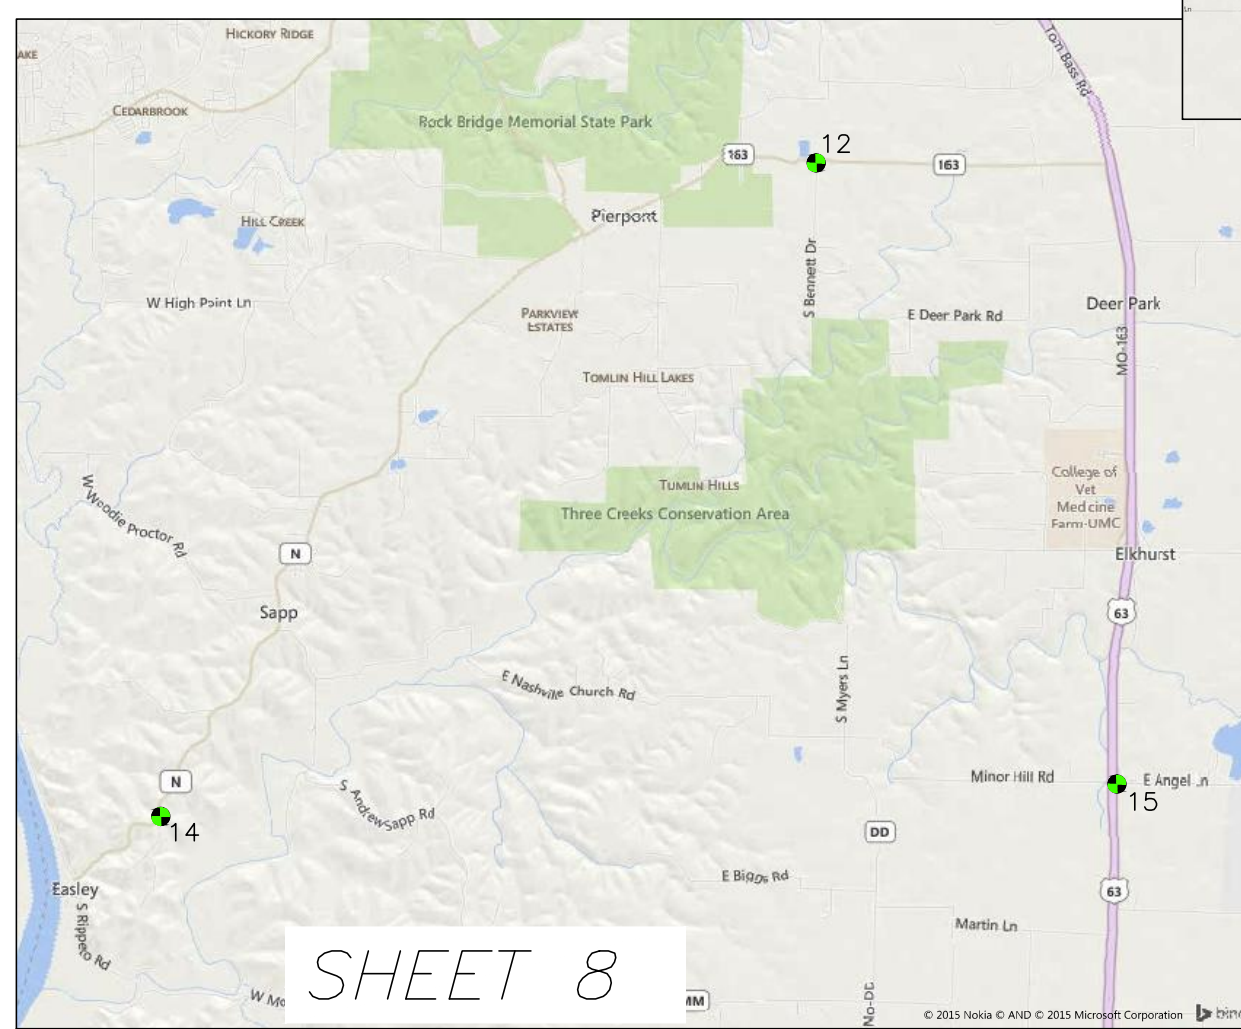 HICKORY RIDGE
AKE
Tom Bass Rd
CEDARBROOK
Rock Bridge Memorial State Park
12
163
163
HILL CREEK
Pierpont
S Bennett Dr
W High Point Ln
Deer Park
PARKVIEW
ESTATES
E Deer Park Rd
MO-163
TOMLIN HILL LAKES
College of
Vet
Medicine
Farm-UMC
W Woodie Proctor Rd
TUMLIN HILLS
Three Creeks Conservation Area
N
Elkhurst
Sapp
63
E Nashville Church Rd
S Myers Ln
N
Minor Hill Rd
E Angel Ln
15
S Andrew Sapp Rd
14
DD
E Biggs Rd
63
Easley
S Rippeto Rd
Martin Ln
SHEET 8
W Mo
MM
No-DD
© 2015 Nokia © AND © 2015 Microsoft Corporation
bing